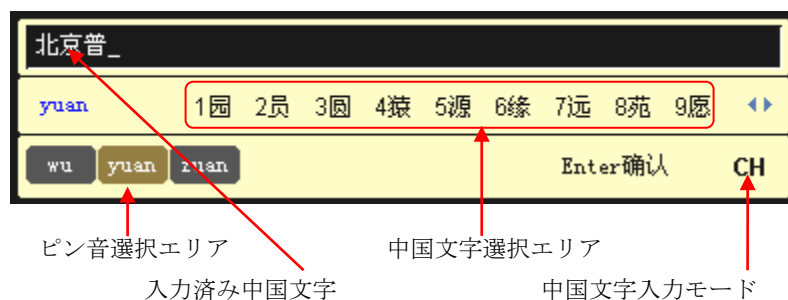 北京普_
yuan 1园 2员 3圆 4猿 5源 6缘 7远 8苑 9愿
wu yuan ruan Enter确认 CH
ピン音選択エリア 中国文字選択エリア
入力済み中国文字 中国文字入力モード